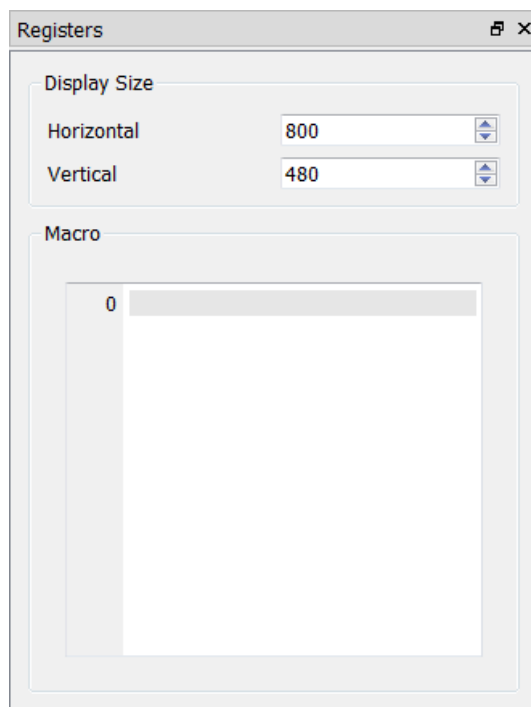 Registers
Display Size
Horizontal 800
Vertical 480
Macro
0